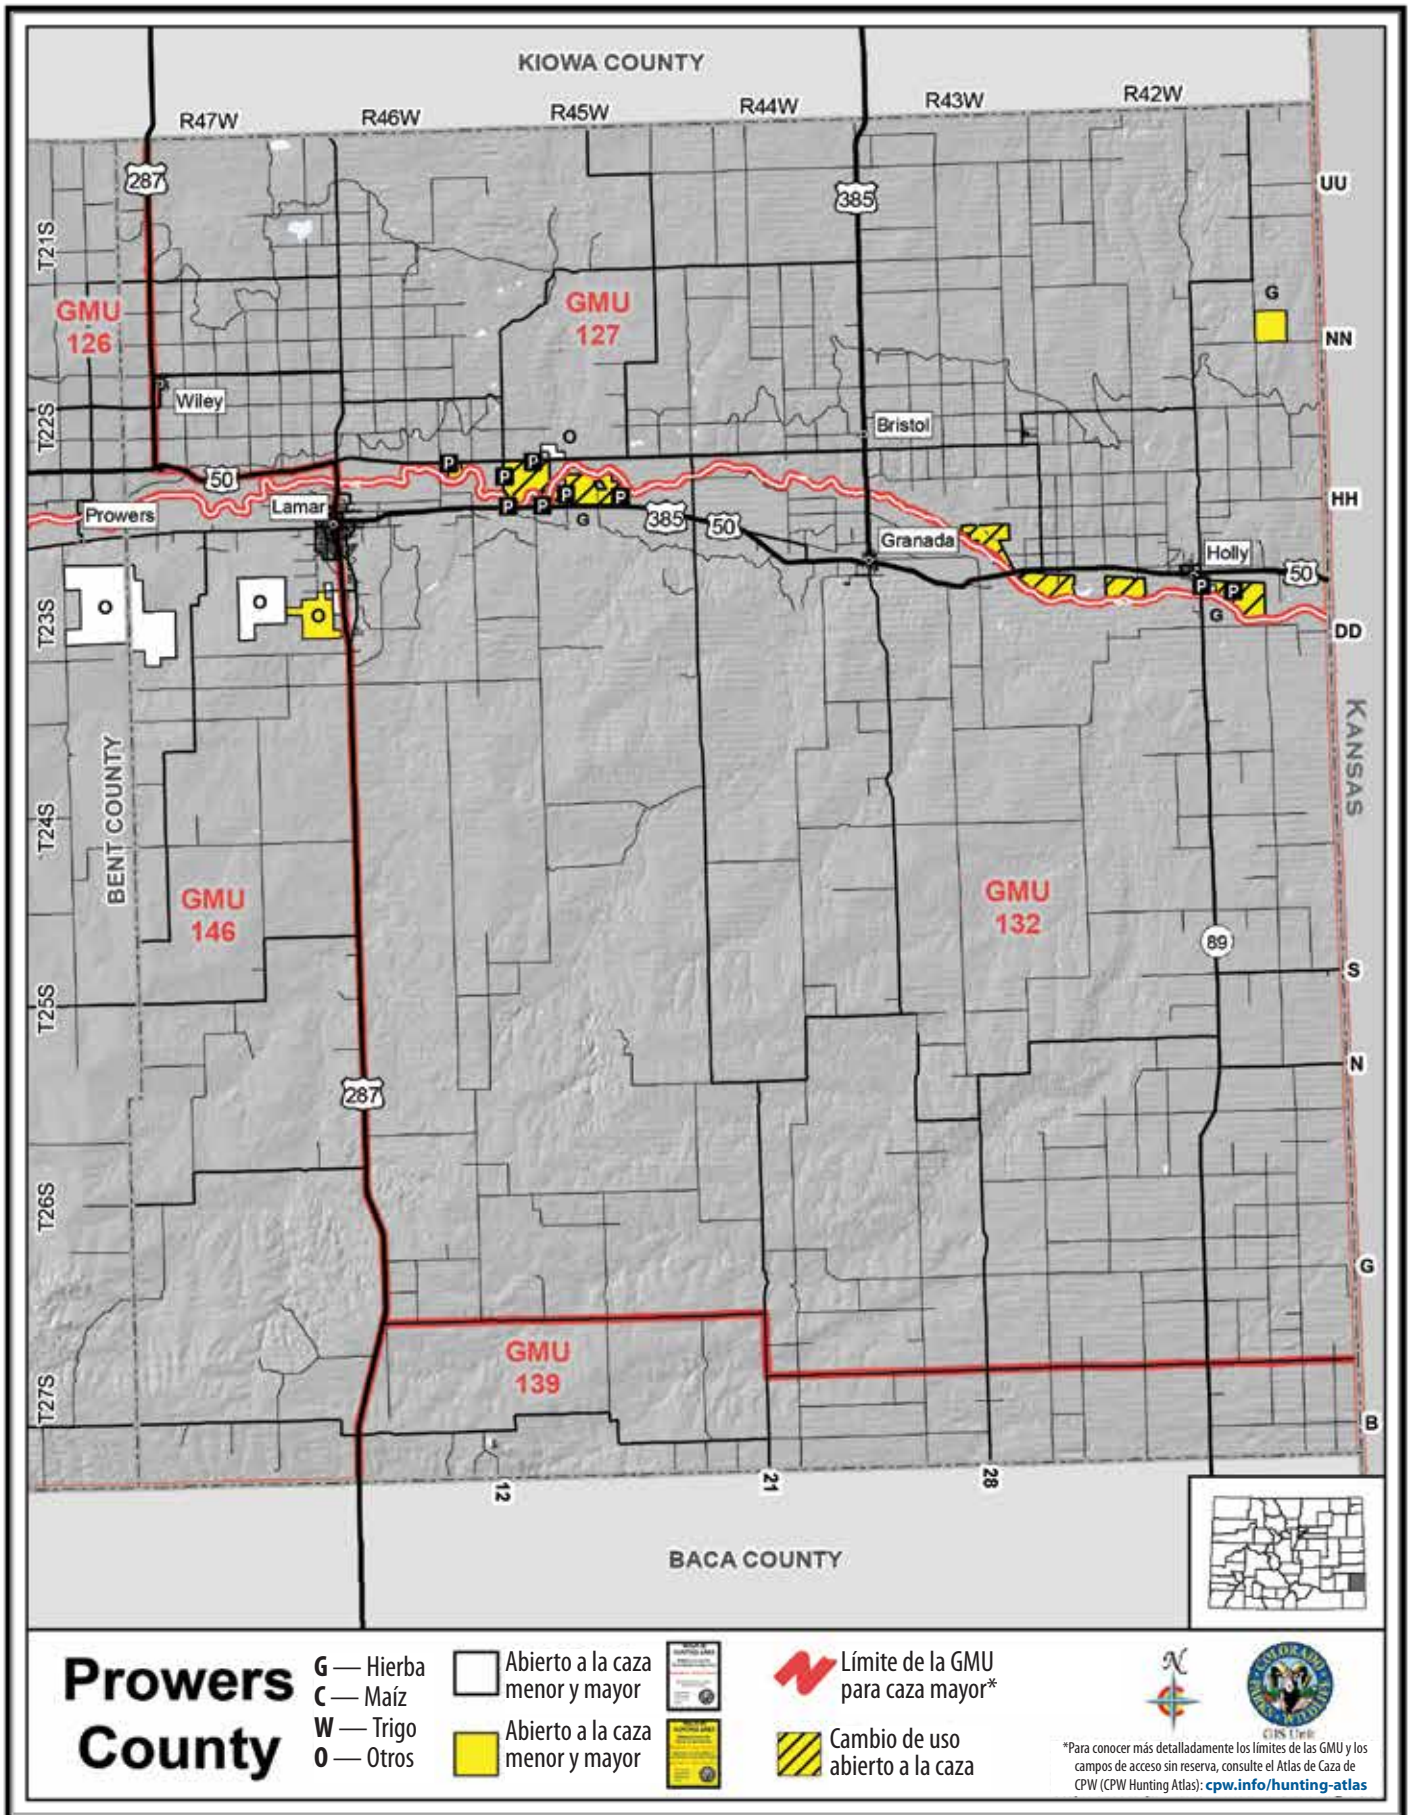 KIOWA COUNTY
R47W
R46W
R45W
R44W
R43W
R42W
287
385
UU
T21S
G
GMU
126
GMU
127
NN
Wiley
T22S
Bristol
O
P
P
P
50
HH
Prowers
Lamar
P
P
P
P
G
385
50
Granada
Holly
50
O
O
O
P
P
G
T23S
DD
KANSAS
BENT COUNTY
T24S
GMU
146
GMU
132
89
S
T25S
N
287
T26S
G
GMU
139
T27S
B
12
21
28
BACA COUNTY
Prowers
County
G — Hierba
C — Maíz
W — Trigo
O — Otros
Abierto a la caza
menor y mayor
Abierto a la caza
menor y mayor
Límite de la GMU
para caza mayor*
Cambio de uso
abierto a la caza
N
COLORADO
PARKS • WILDLIFE
GIS Unit
*Para conocer más detalladamente los límites de las GMU y los
campos de acceso sin reserva, consulte el Atlas de Caza de
CPW (CPW Hunting Atlas): cpw.info/hunting-atlas